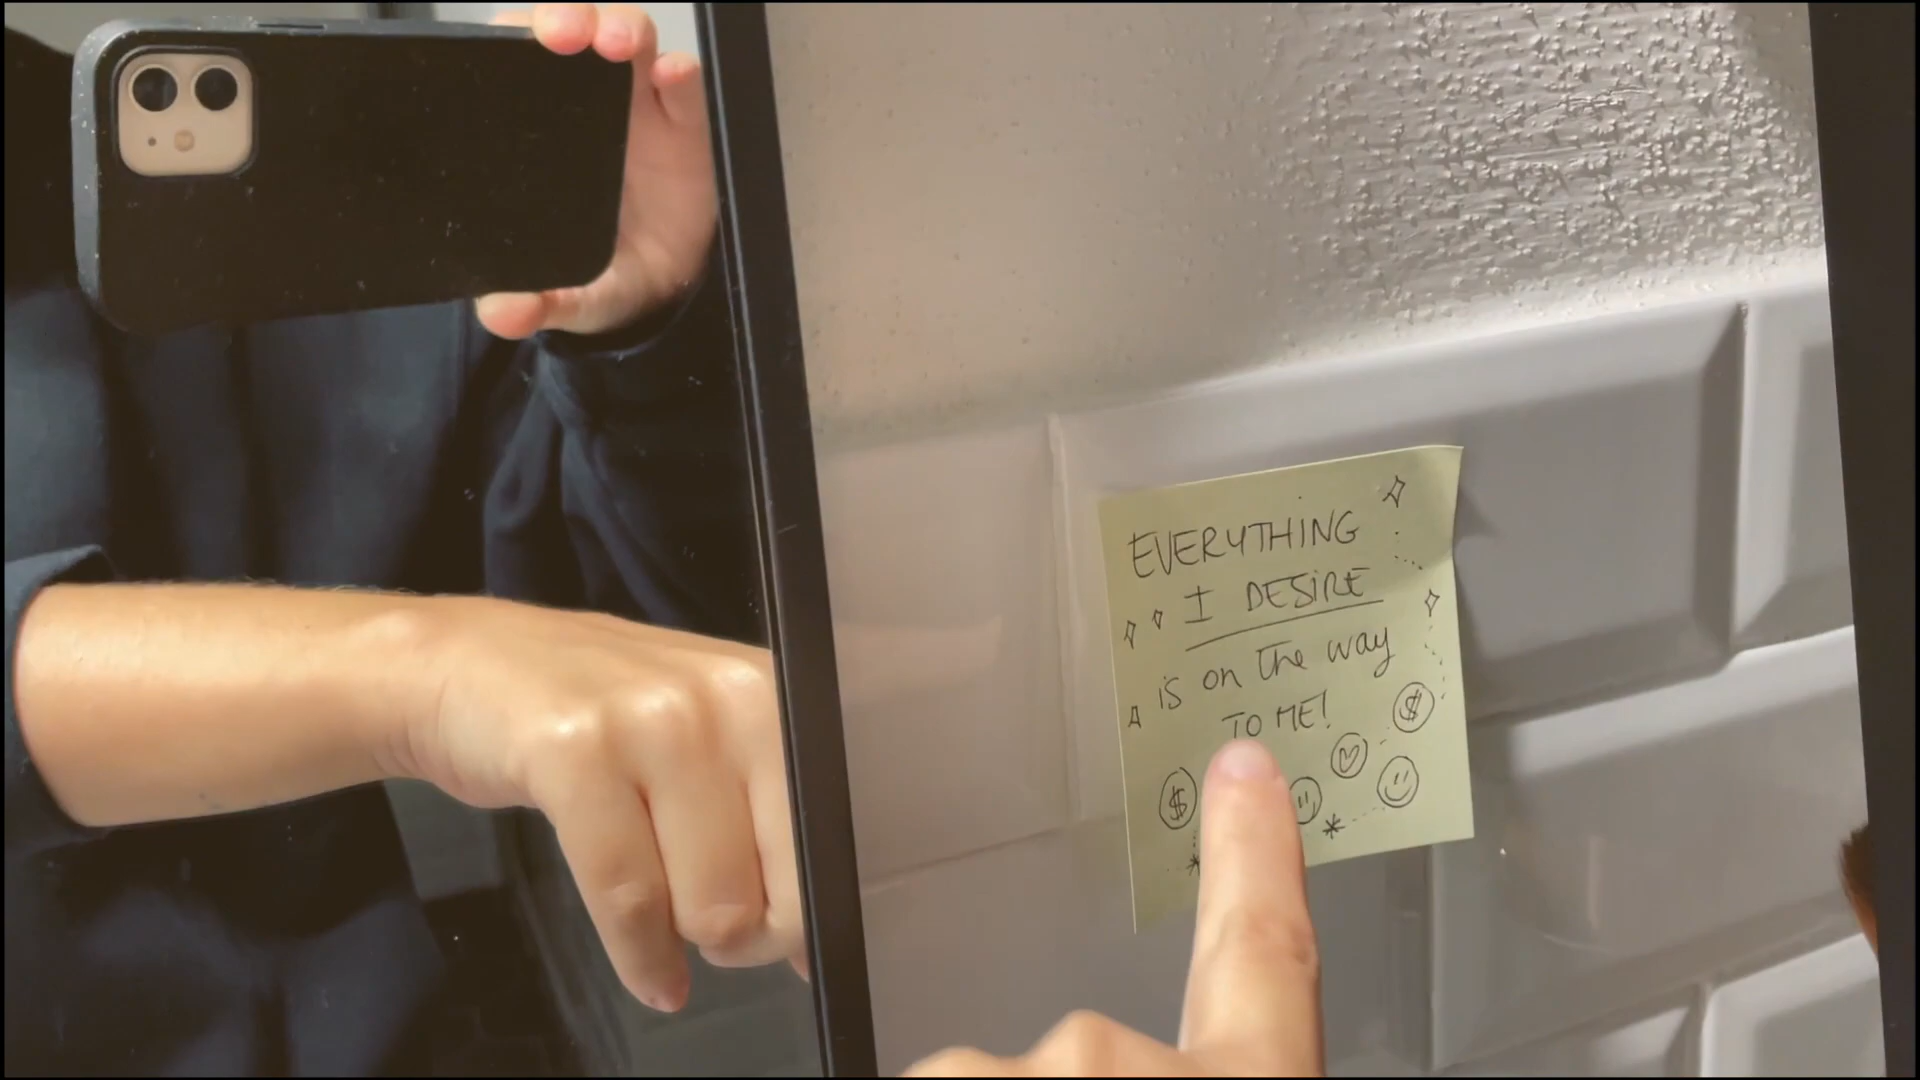 EVERYTHING
I DESIRE
is on the way
TO ME!
$
$